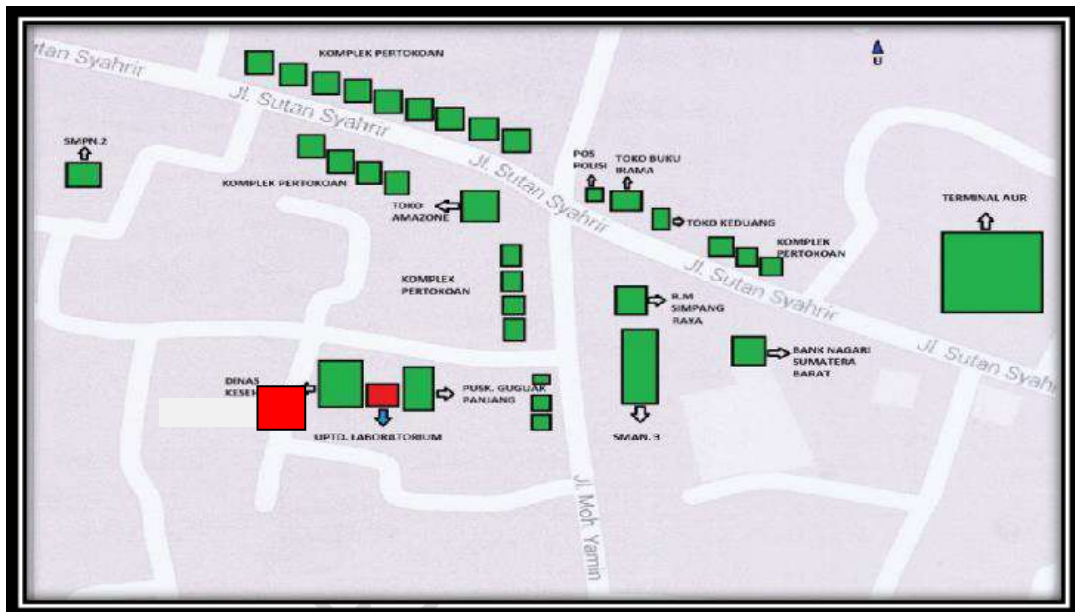 KOMPLEK PERTOKOAN
U
utan Syahrir
Jl. Sutan Syahrir
SMPN.2
Jl. Sutan Syahrir
POS
POLISI
TOKO BUKU
IRAMA
KOMPLEK PERTOKOAN
TOKO
AMAZONE
TERMINAL AUR
TOKO KEDUANG
KOMPLEK
PERTOKOAN
KOMPLEK
PERTOKOAN
Jl. Sutan Syahrir
R.M
SIMPANG
RAYA
BANK NAGARI
SUMATERA
BARAT
Jl. Sutan Syah
DINAS
KESEH
PUSK. GUGUAK
PANJANG
UPTD. LABORATORIUM
SMAN. 3
Jl. Moh Yamin